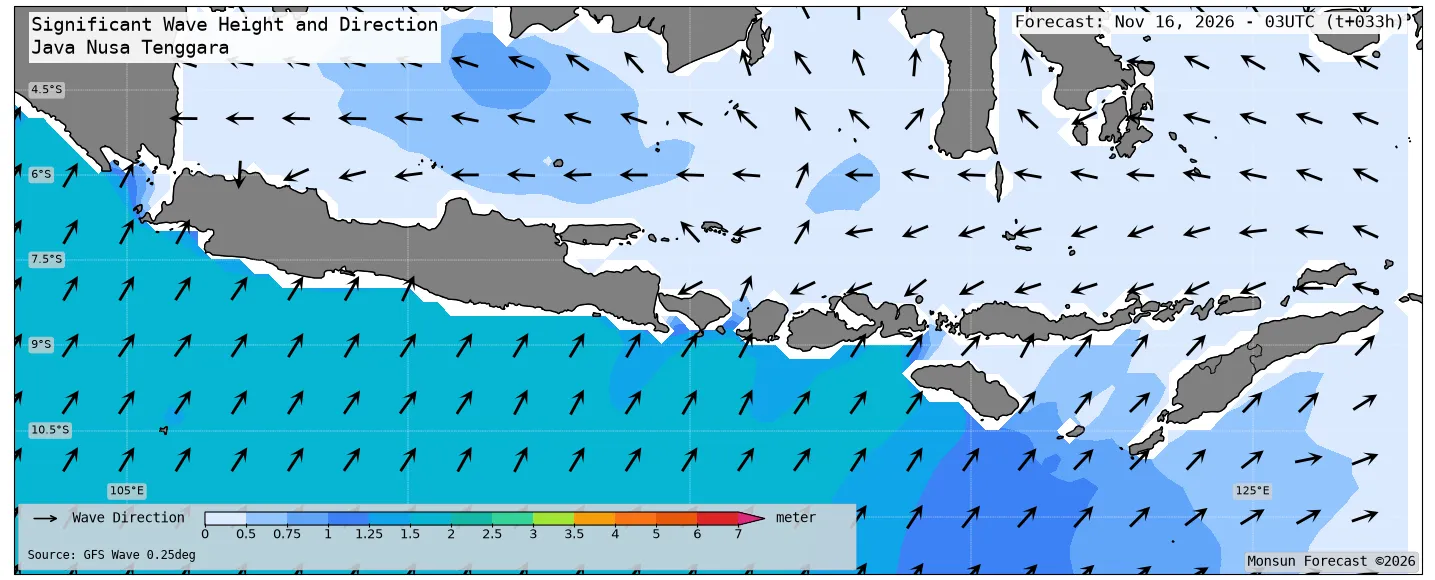 Significant Wave Height and Direction
Java Nusa Tenggara
Forecast: Nov 16, 2026 - 03UTC (t+033h)
4.5°S
6°S
7.5°S
9°S
10.5°S
105°E
125°E
Wave Direction
0 0.5 0.75 1 1.25 1.5 2 2.5 3 3.5 4 5 6 7
meter
Source: GFS Wave 0.25deg
Monsun Forecast ©2026